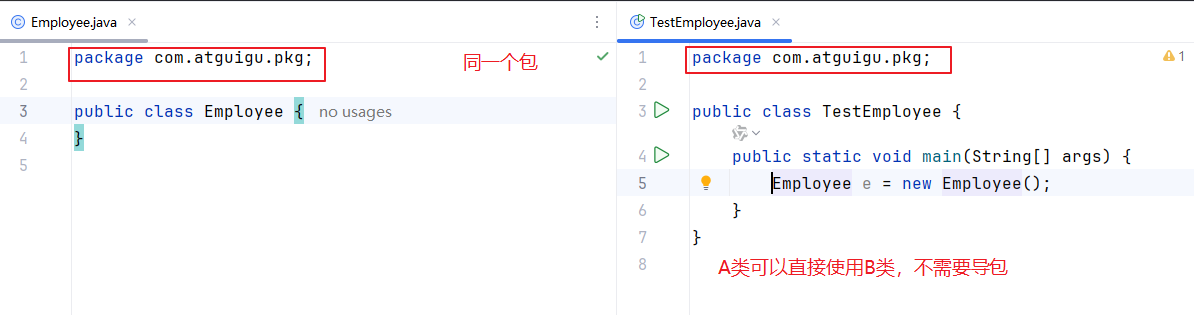 Employee.java
1 package com.atguigu.pkg;
同一个包
2
3 public class Employee { no usages
4 }
5
TestEmployee.java
1 package com.atguigu.pkg;
1
2
3 public class TestEmployee {
4 public static void main(String[] args) {
5 Employee e = new Employee();
6 }
7 }
8
A类可以直接使用B类，不需要导包